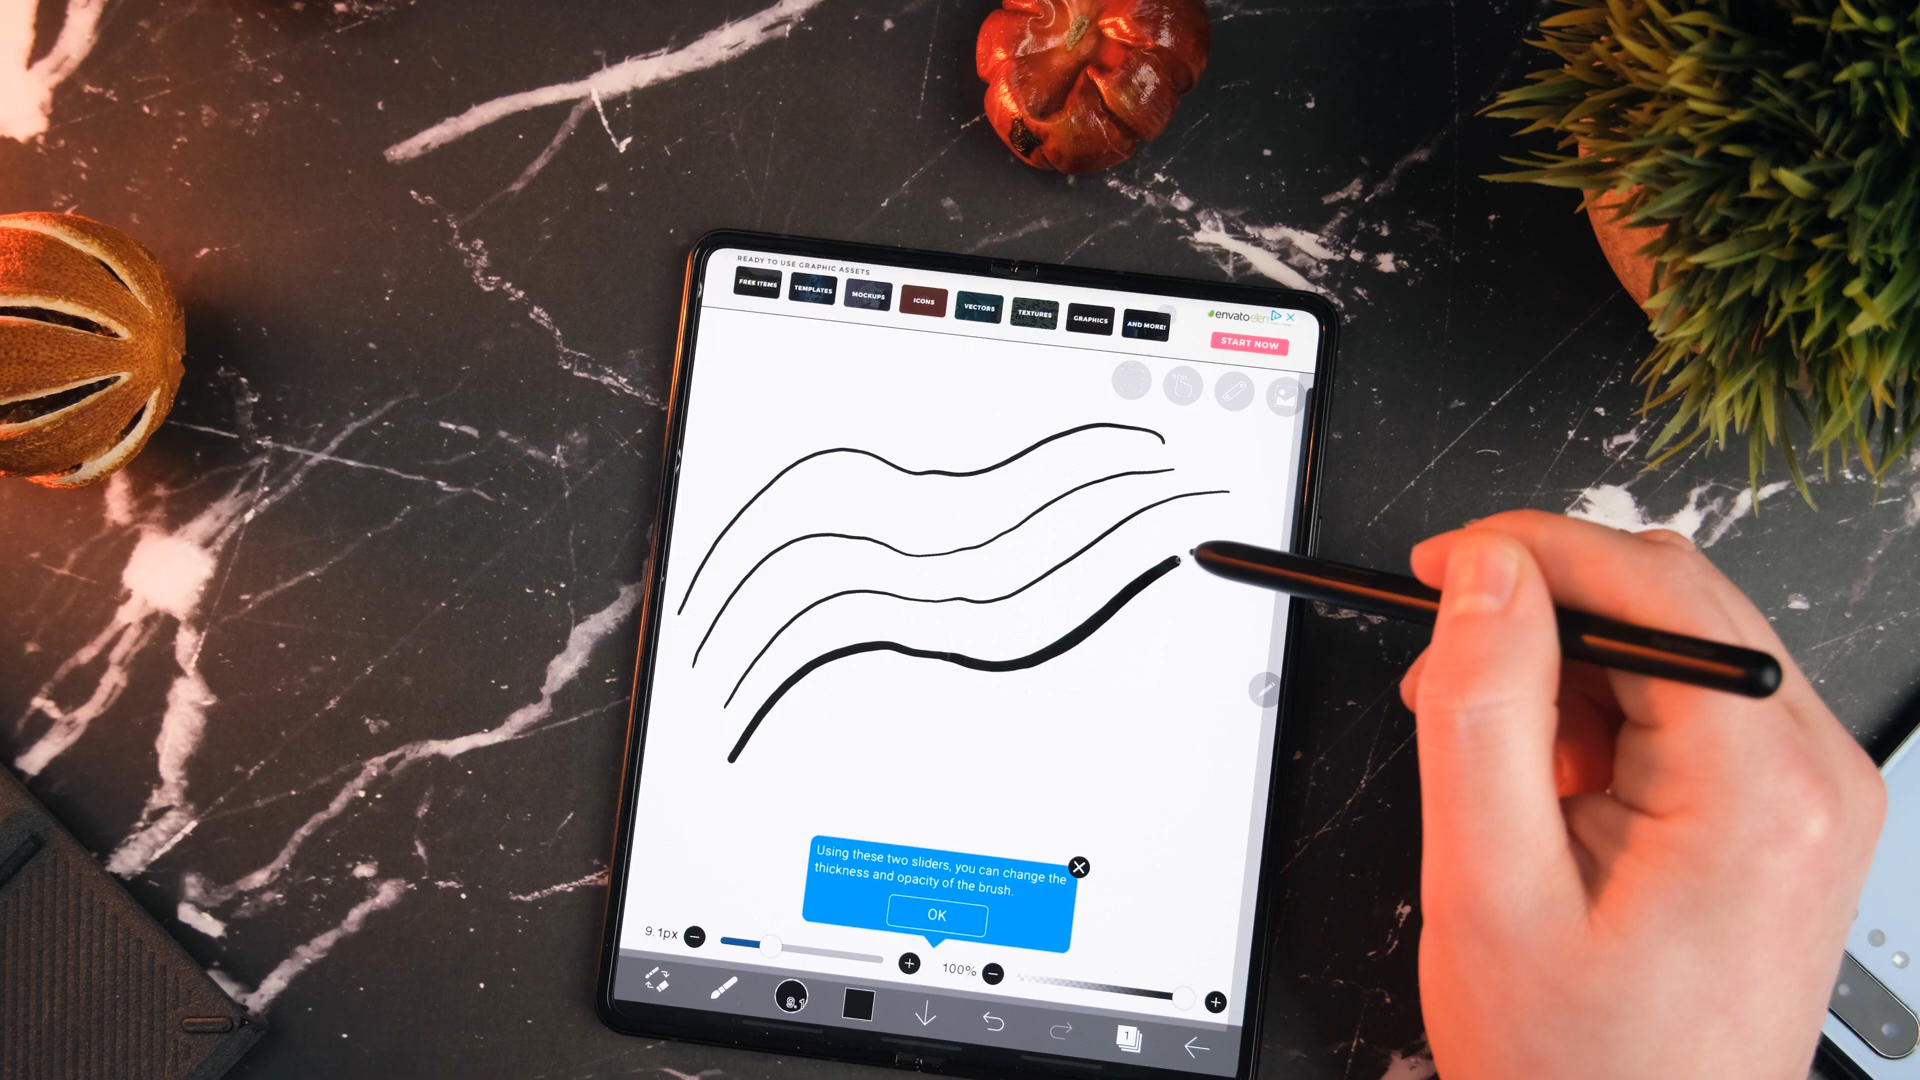 READY TO USE GRAPHIC ASSETS
FREE ITEMS
TEMPLATES
MOCKUPS
ICONS
VECTORS
TEXTURES
GRAPHICS
AND MORE!
envato
START NOW
Using these two sliders, you can change the
thickness and opacity of the brush.
OK
9.1px
100%
1